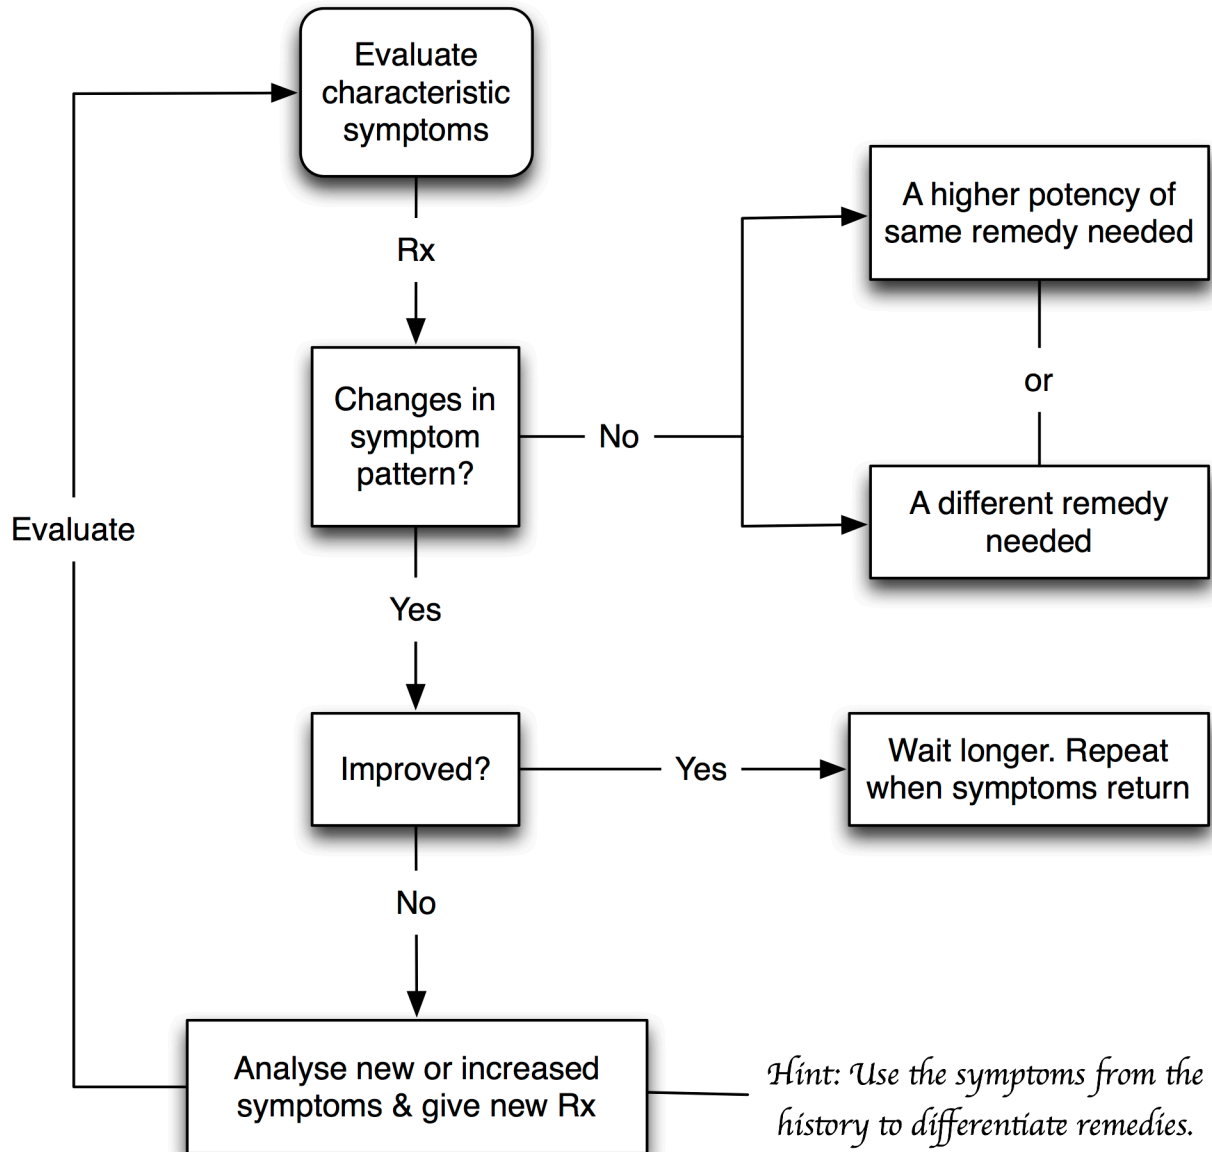 Evaluate
characteristic
symptoms
Rx
Changes in
symptom
pattern?
No
A higher potency of
same remedy needed
or
A different remedy
needed
Evaluate
Yes
Improved?
Yes
Wait longer. Repeat
when symptoms return
No
Analyse new or increased
symptoms & give new Rx
Hint: Use the symptoms from the
history to differentiate remedies.